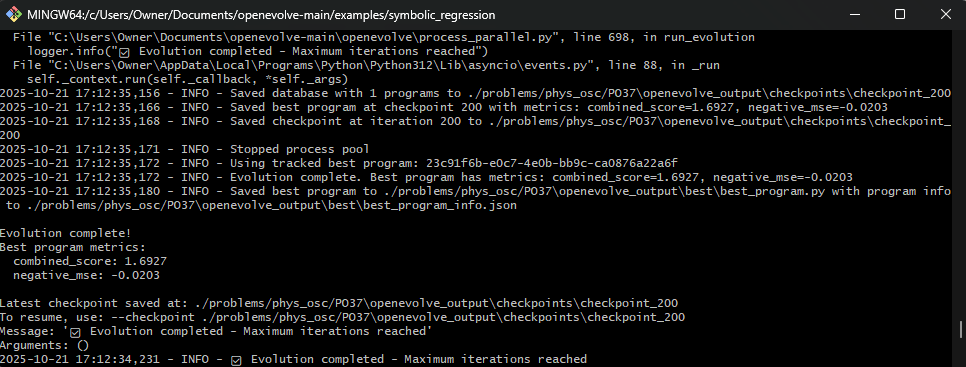 MINGW64:/c/Users/Owner/Documents/openevolve-main/examples/symbolic_regression
File "C:\Users\Owner\Documents\openevolve-main\openevolve\process_parallel.py", line 698, in run_evolution
logger.info("☑ Evolution completed - Maximum iterations reached")
File "C:\Users\Owner\AppData\Local\Programs\Python\Python312\Lib\asyncio\events.py", line 88, in _run
self._context.run(self._callback, *self._args)
2025-10-21 17:12:35,156 - INFO - Saved database with 1 programs to ./problems/phys_osc/PO37\openevolve_output\checkpoints\checkpoint_200
2025-10-21 17:12:35,166 - INFO - Saved best program at checkpoint 200 with metrics: combined_score=1.6927, negative_mse=-0.0203
2025-10-21 17:12:35,168 - INFO - Saved checkpoint at iteration 200 to ./problems/phys_osc/PO37\openevolve_output\checkpoints\checkpoint_
200
2025-10-21 17:12:35,171 - INFO - Stopped process pool
2025-10-21 17:12:35,172 - INFO - Using tracked best program: 23c91f6b-e0c7-4e0b-bb9c-ca0876a22a6f
2025-10-21 17:12:35,172 - INFO - Evolution complete. Best program has metrics: combined_score=1.6927, negative_mse=-0.0203
2025-10-21 17:12:35,180 - INFO - Saved best program to ./problems/phys_osc/PO37\openevolve_output\best\best_program.py with program info
to ./problems/phys_osc/PO37\openevolve_output\best\best_program_info.json
Evolution complete!
Best program metrics:
combined_score: 1.6927
negative_mse: -0.0203
Latest checkpoint saved at: ./problems/phys_osc/PO37\openevolve_output\checkpoints\checkpoint_200
To resume, use: --checkpoint ./problems/phys_osc/PO37\openevolve_output\checkpoints\checkpoint_200
Message: '☑ Evolution completed - Maximum iterations reached'
Arguments: ()
2025-10-21 17:12:34,231 - INFO - ☑ Evolution completed - Maximum iterations reached